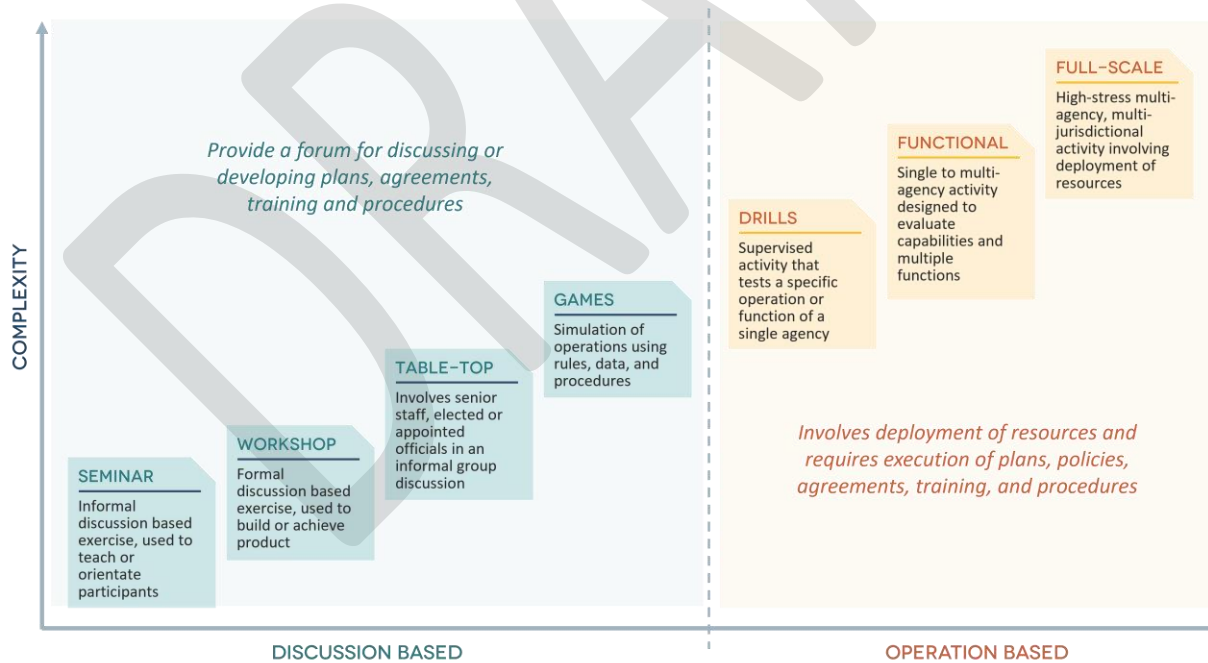 DRAFT
COMPLEXITY
Provide a forum for discussing or
developing plans, agreements,
training and procedures
SEMINAR
Informal
discussion based
exercise, used to
teach or
orientate
participants
WORKSHOP
Formal
discussion based
exercise, used to
build or achieve
product
TABLE-TOP
Involves senior
staff, elected or
appointed
officials in an
informal group
discussion
GAMES
Simulation of
operations using
rules, data, and
procedures
DRILLS
Supervised
activity that
tests a specific
operation or
function of a
single agency
FUNCTIONAL
Single to multi-
agency activity
designed to
evaluate
capabilities and
multiple
functions
FULL-SCALE
High-stress multi-
agency, multi-
jurisdictional
activity involving
deployment of
resources
Involves deployment of resources and
requires execution of plans, policies,
agreements, training, and procedures
DISCUSSION BASED
OPERATION BASED